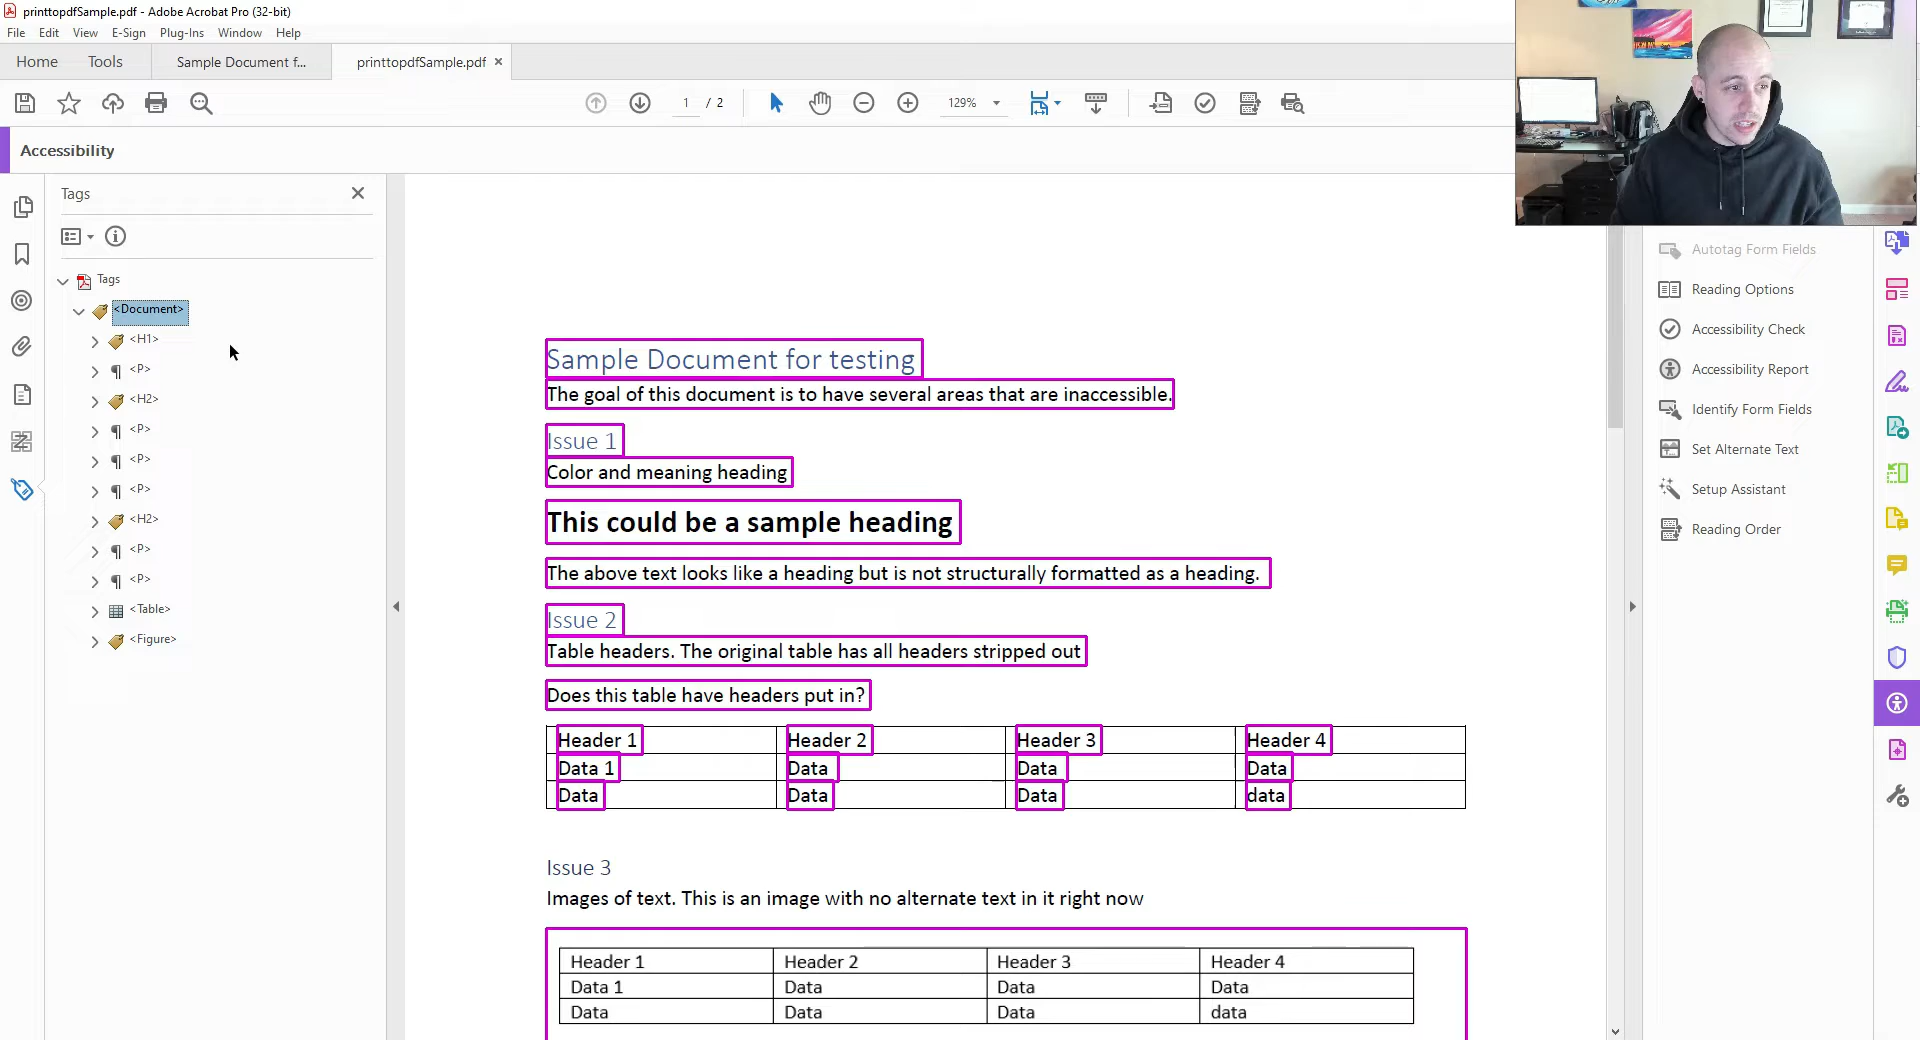 printtopdfSample.pdf - Adobe Acrobat Pro (32-bit)
File Edit View E-Sign Plug-Ins Window Help
Home Tools Sample Document f... printtopdfSample.pdf ×
1 / 2 129%
Accessibility
Tags
Tags
<Document>
<H1>
<P>
<H2>
<P>
<P>
<P>
<H2>
<P>
<P>
<Table>
<Figure>
Sample Document for testing
The goal of this document is to have several areas that are inaccessible.
Issue 1
Color and meaning heading
This could be a sample heading
The above text looks like a heading but is not structurally formatted as a heading.
Issue 2
Table headers. The original table has all headers stripped out
Does this table have headers put in?
Header 1 Header 2 Header 3 Header 4
Data 1 Data Data Data
Data Data Data data
Issue 3
Images of text. This is an image with no alternate text in it right now
Header 1 Header 2 Header 3 Header 4
Data 1 Data Data Data
Data Data Data data
Autotag Form Fields
Reading Options
Accessibility Check
Accessibility Report
Identify Form Fields
Set Alternate Text
Setup Assistant
Reading Order